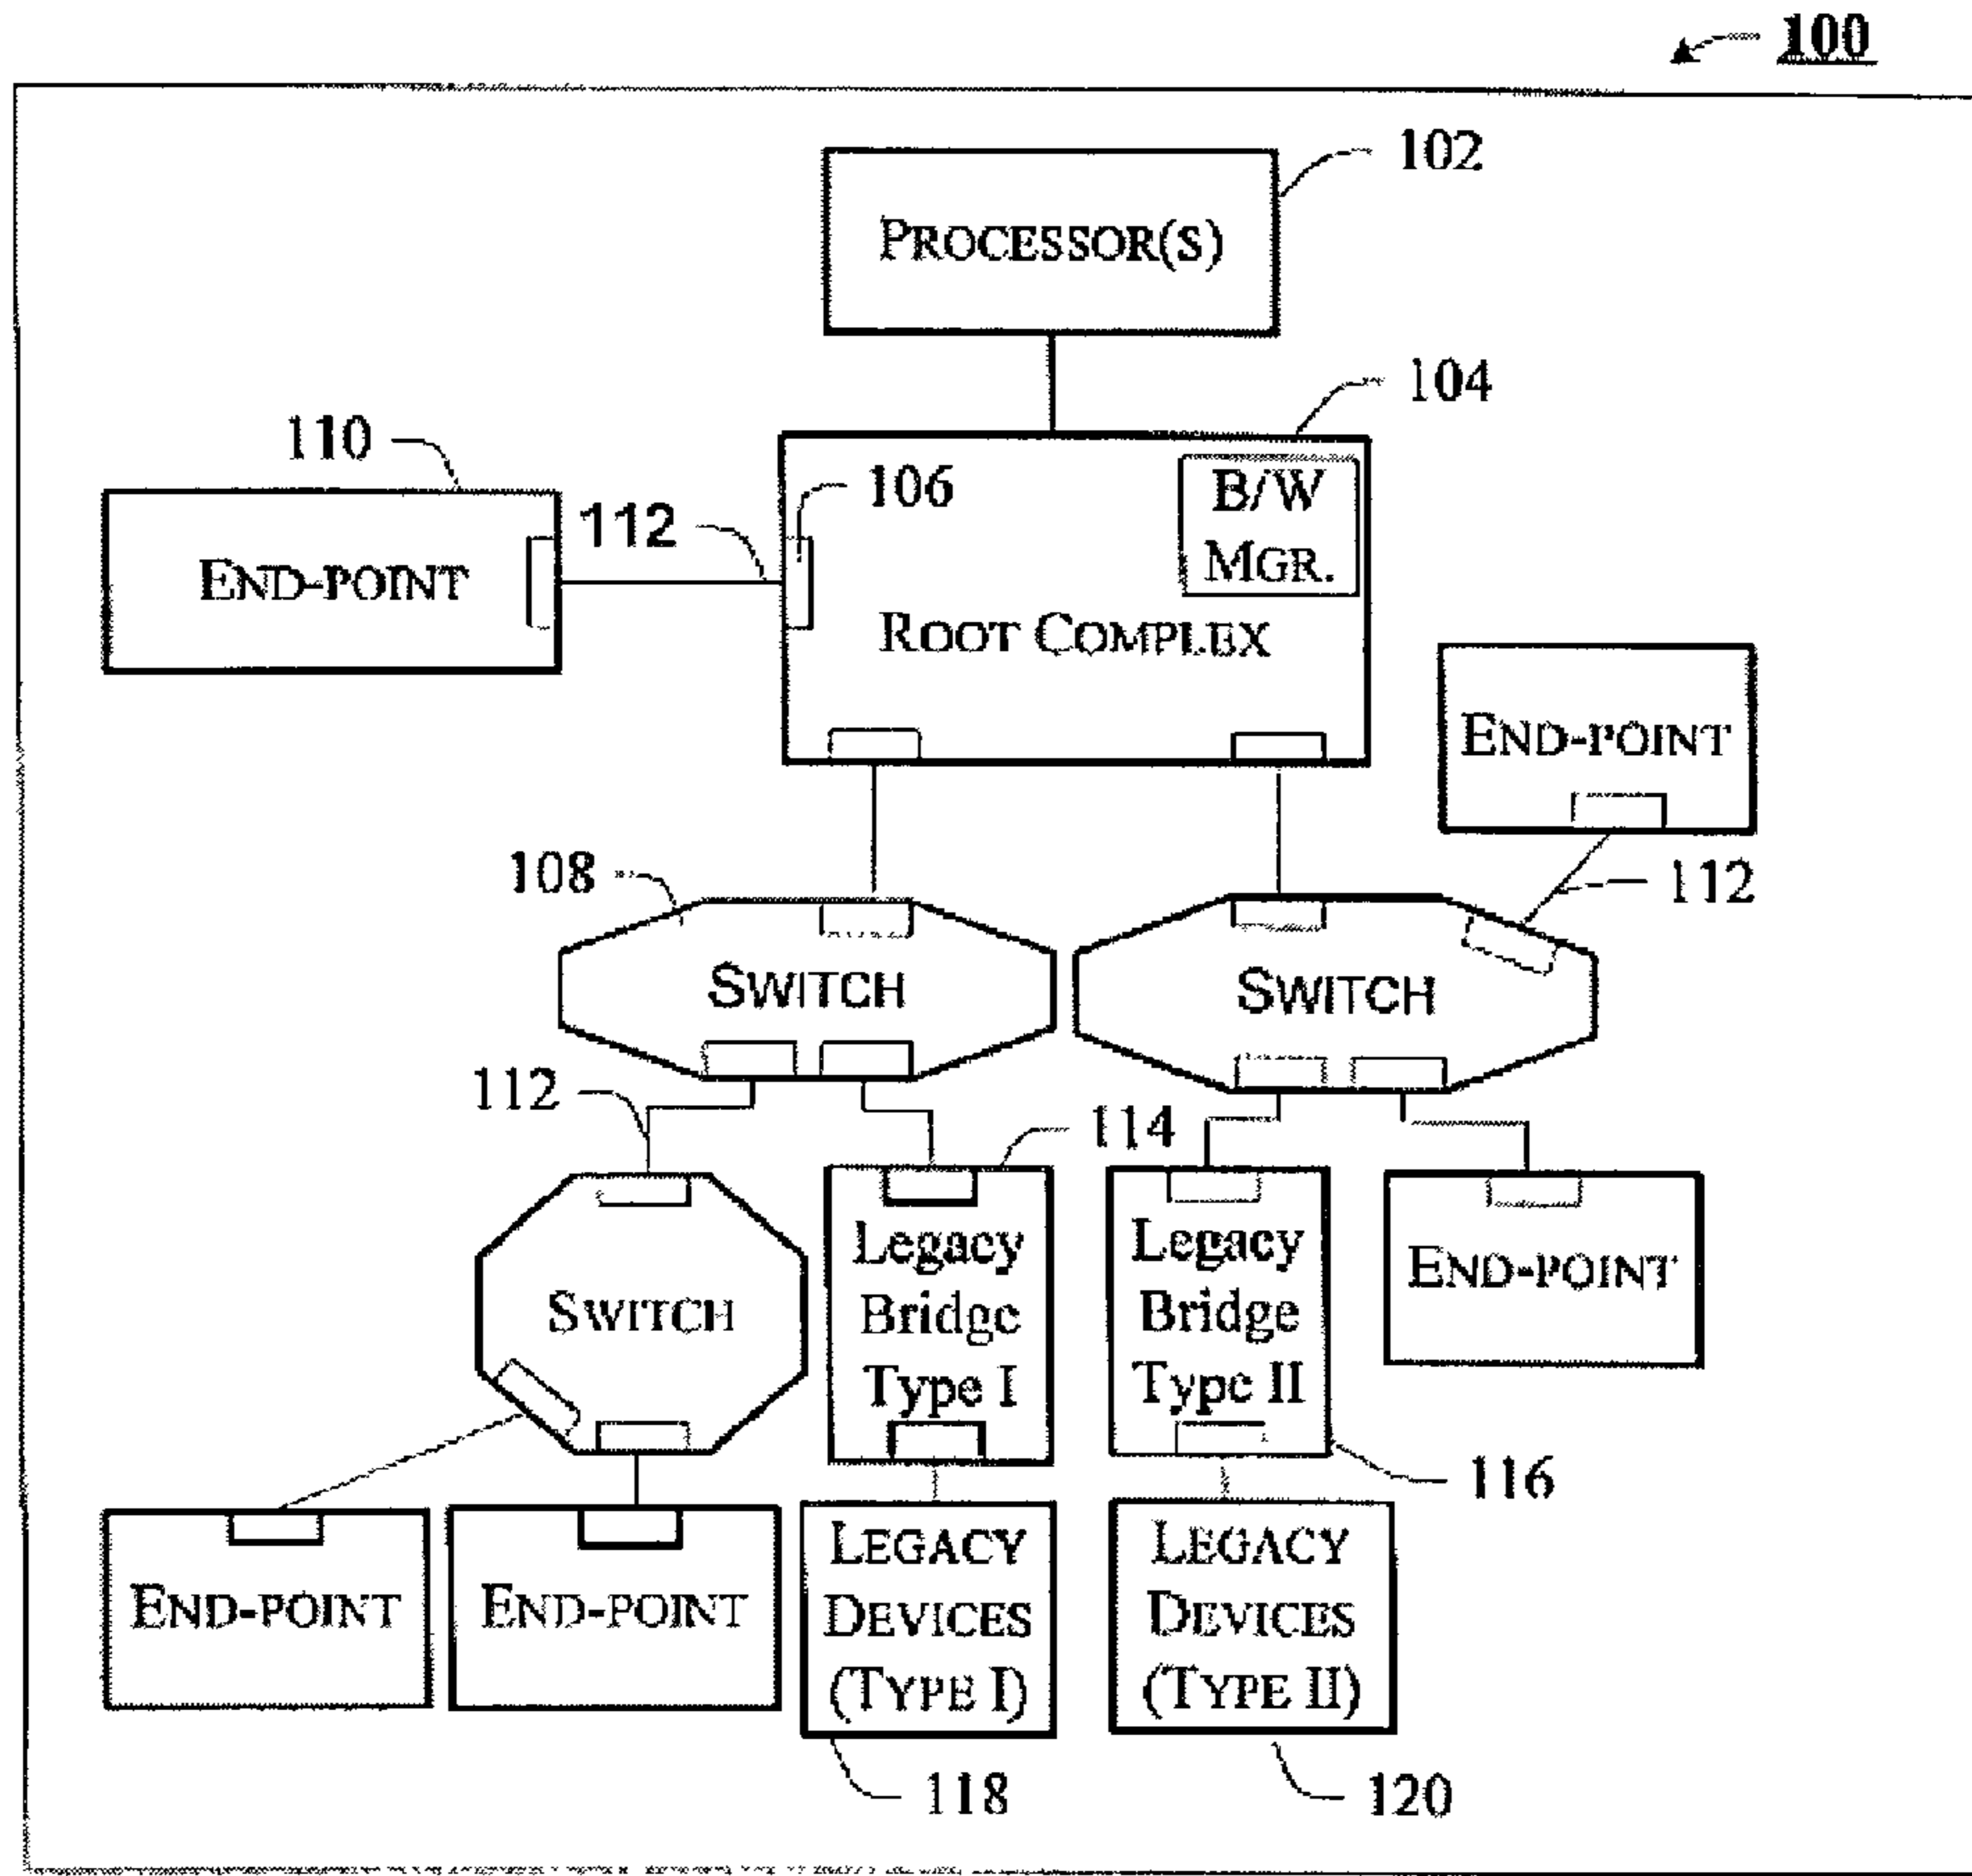 100
102
PROCESSOR(S)
104
110
106
B/W
MGR.
112
END-POINT
ROOT COMPLEX
END-POINT
108
112
SWITCH
SWITCH
112
114
Legacy
Bridge
Type I
Legacy
Bridge
Type II
END-POINT
SWITCH
116
END-POINT
END-POINT
LEGACY
DEVICES
(TYPE I)
LEGACY
DEVICES
(TYPE II)
118
120